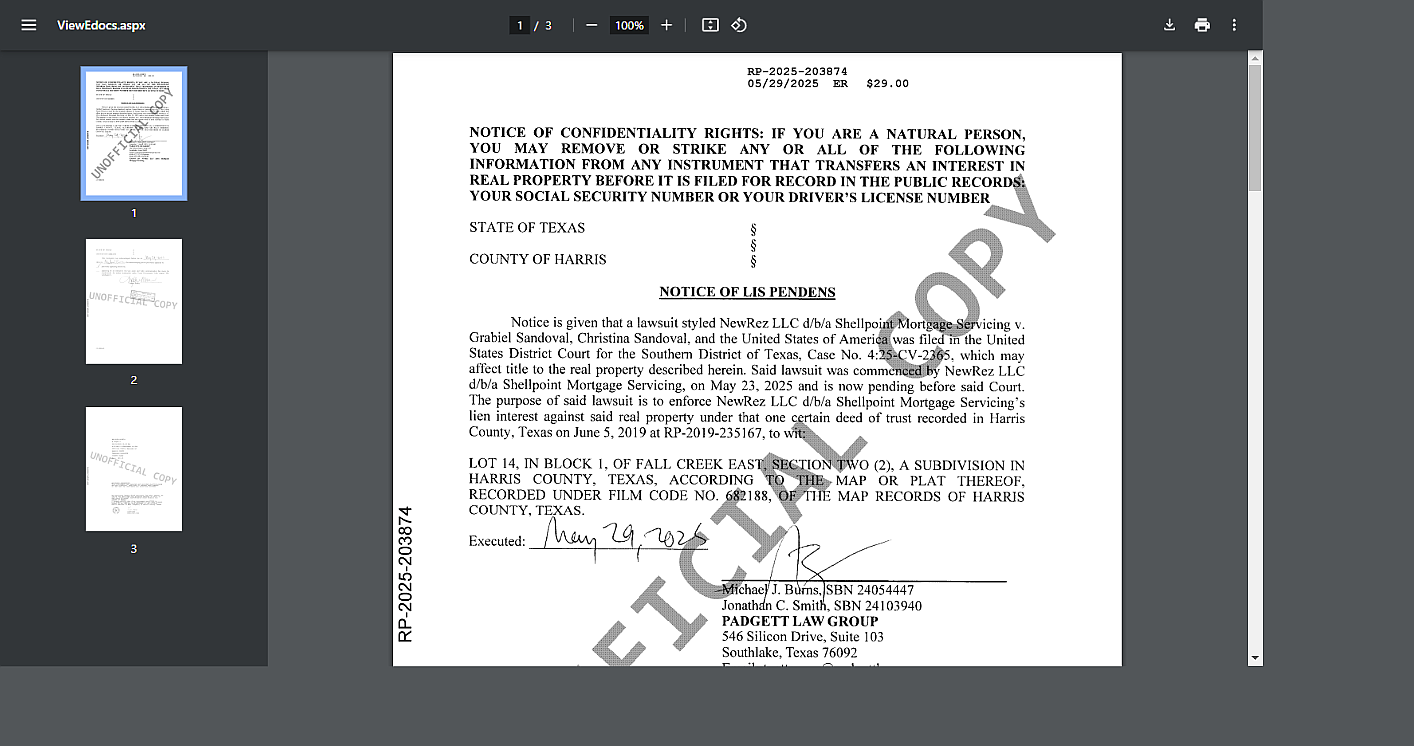 ViewEdocs.aspx
1 / 3
100%
1
2
3
RP-2025-203874
05/29/2025 ER $29.00
NOTICE OF CONFIDENTIALITY RIGHTS: IF YOU ARE A NATURAL PERSON,
YOU MAY REMOVE OR STRIKE ANY OR ALL OF THE FOLLOWING
INFORMATION FROM ANY INSTRUMENT THAT TRANSFERS AN INTEREST IN
REAL PROPERTY BEFORE IT IS FILED FOR RECORD IN THE PUBLIC RECORDS:
YOUR SOCIAL SECURITY NUMBER OR YOUR DRIVER'S LICENSE NUMBER
STATE OF TEXAS §
§
COUNTY OF HARRIS §
NOTICE OF LIS PENDENS
Notice is given that a lawsuit styled NewRez LLC d/b/a Shellpoint Mortgage Servicing v.
Grabiel Sandoval, Christina Sandoval, and the United States of America was filed in the United
States District Court for the Southern District of Texas, Case No. 4:25-CV-2365, which may
affect title to the real property described herein. Said lawsuit was commenced by NewRez LLC
d/b/a Shellpoint Mortgage Servicing, on May 23, 2025 and is now pending before said Court.
The purpose of said lawsuit is to enforce NewRez LLC d/b/a Shellpoint Mortgage Servicing's
lien interest against said real property under that one certain deed of trust recorded in Harris
County, Texas on June 5, 2019 at RP-2019-235167, to wit:
LOT 14, IN BLOCK 1, OF FALL CREEK EAST, SECTION TWO (2), A SUBDIVISION IN
HARRIS COUNTY, TEXAS, ACCORDING TO THE MAP OR PLAT THEREOF,
RECORDED UNDER FILM CODE NO. 682188, OF THE MAP RECORDS OF HARRIS
COUNTY, TEXAS.
Executed: May 29, 2025
Michael J. Burns, SBN 24054447
Jonathan C. Smith, SBN 24103940
PADGETT LAW GROUP
546 Silicon Drive, Suite 103
Southlake, Texas 76092
RP-2025-203874
FICIAL COPY
UNOFFICIAL COPY
UNOFFICIAL COPY
UNOFFICIAL COPY